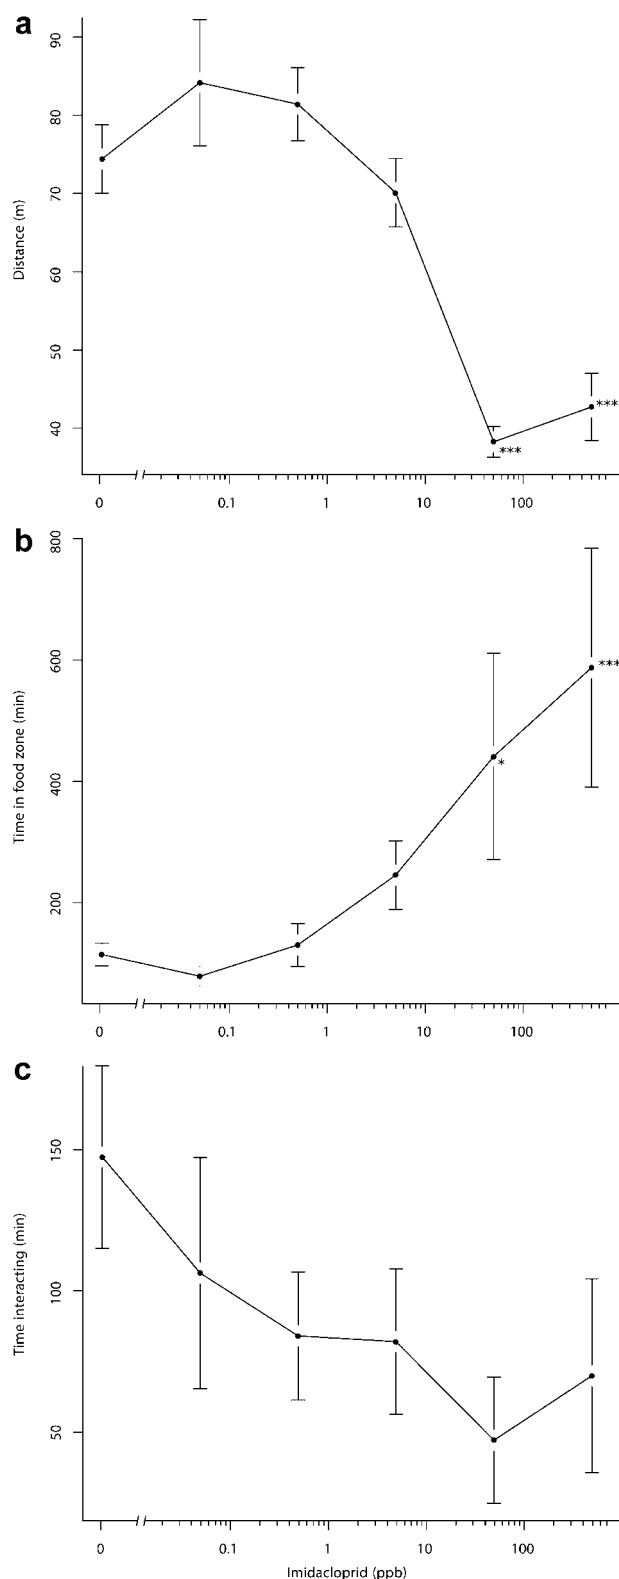 a
Distance (m)
90
80
70
60
50
40
***
***
0 0.1 1 10 100
b
Time in food zone (min)
800
600
400
200
*
***
0 0.1 1 10 100
c
Time interacting (min)
150
100
50
0 0.1 1 10 100
Imidacloprid (ppb)